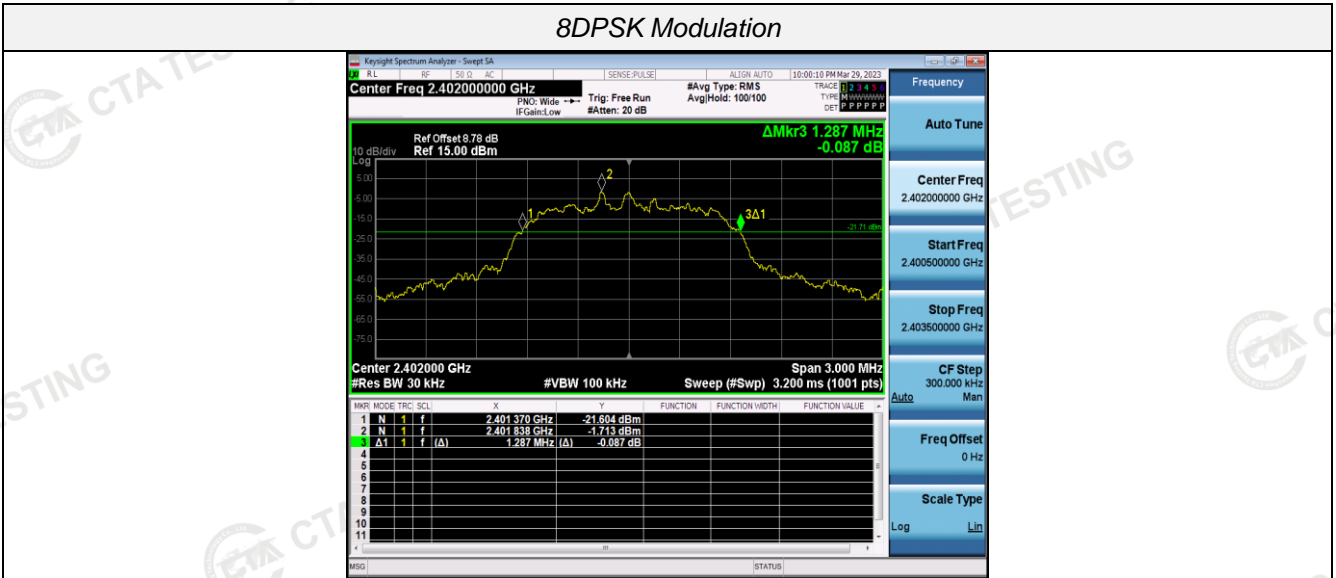 8DPSK Modulation
Keysight Spectrum Analyzer - Swept SA
RL RF 50 Ω AC SENSE:PULSE ALIGN AUTO 10:00:10 PM Mar 29, 2023
Center Freq 2.402000000 GHz
PNO: Wide
IFGain:Low
Trig: Free Run
#Atten: 20 dB
#Avg Type: RMS
Avg|Hold: 100/100
TRACE 1 2 3 4 5 6
TYPE M WWWWW
DET P P P P P P
Ref Offset 8.78 dB
Ref 15.00 dBm
10 dB/div
Log
ΔMkr3 1.287 MHz
-0.087 dB
5.00
-5.00
-15.0
-25.0
-35.0
-45.0
-55.0
-65.0
-75.0
1
2
3Δ1
-21.71 dBm
Center 2.402000 GHz Span 3.000 MHz
#Res BW 30 kHz #VBW 100 kHz Sweep (#Swp) 3.200 ms (1001 pts)
MKR MODE TRC SCL X Y FUNCTION FUNCTION WIDTH FUNCTION VALUE
1 N 1 f 2.401 370 GHz -21.604 dBm
2 N 1 f 2.401 838 GHz -1.713 dBm
3 Δ1 1 f (Δ) 1.287 MHz (Δ) -0.087 dB
4
5
6
7
8
9
10
11
MSG STATUS
Frequency
Auto Tune
Center Freq
2.402000000 GHz
Start Freq
2.400500000 GHz
Stop Freq
2.403500000 GHz
CF Step
300.000 kHz
Auto Man
Freq Offset
0 Hz
Scale Type
Log Lin
CTA TES
TESTING
STING
CTA
C